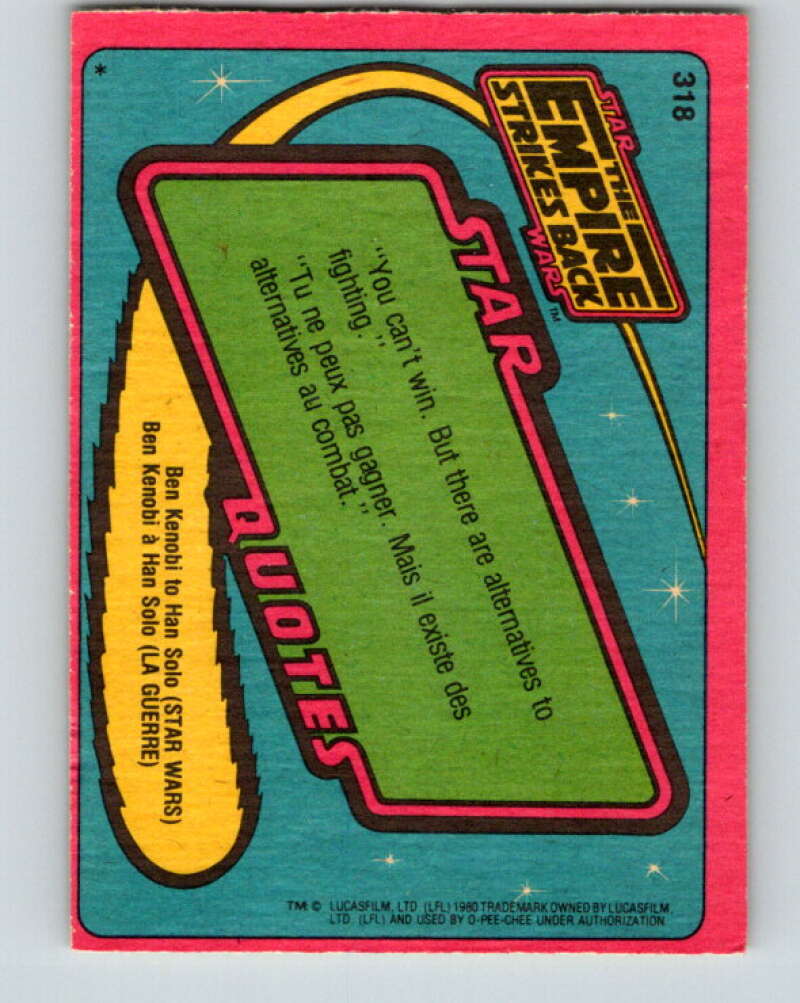 318
STAR
THE
EMPIRE
STRIKES BACK
WARS™
STAR
"You can't win. But there are alternatives to
fighting."
"Tu ne peux pas gagner. Mais il existe des
alternatives au combat."
QUOTES
Ben Kenobi to Han Solo (STAR WARS)
Ben Kenobi à Han Solo (LA GUERRE)
*
TM: © LUCASFILM, LTD (LFL) 1980 TRADEMARK OWNED BY LUCASFILM,
LTD. (LFL) AND USED BY O-PEE-CHEE UNDER AUTHORIZATION.